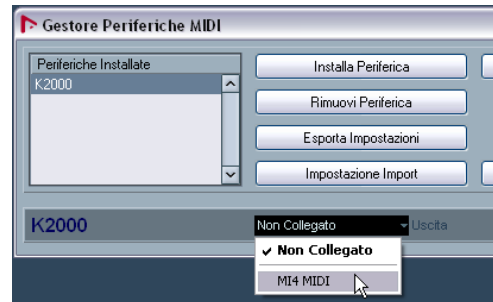 Gestore Periferiche MIDI
Periferiche Installate
K2000
Installa Periferica
Rimuovi Periferica
Esporta Impostazioni
Impostazione Import
K2000
Non Collegato
Uscita
Non Collegato
MI4 MIDI